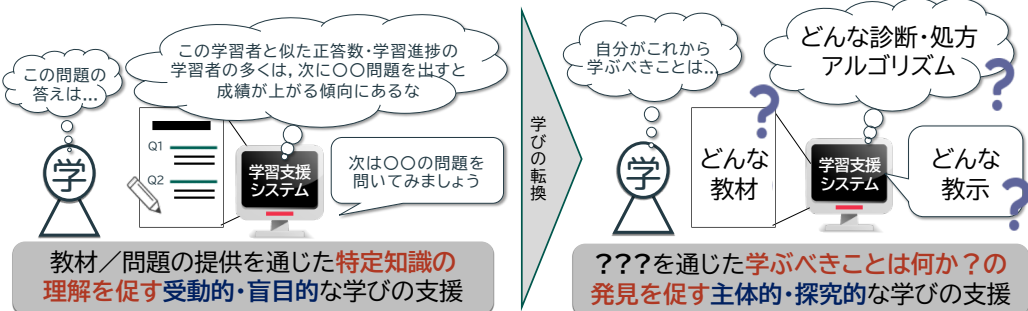 この問題の
答えは...
この学習者と似た正答数・学習進捗の
学習者の多くは，次に〇〇問題を出すと
成績が上がる傾向にあるな
Q1
Q2
学
学習支援
システム
次は〇〇の問題を
問いてみましょう
教材／問題の提供を通じた特定知識の
理解を促す受動的・盲目的な学びの支援
学びの転換
自分がこれから
学ぶべきことは...
どんな診断・処方
アルゴリズム
?
学
どんな
教材
?
学習支援
システム
どんな
教示
?
???を通じた学ぶべきことは何か？の
発見を促す主体的・探究的な学びの支援